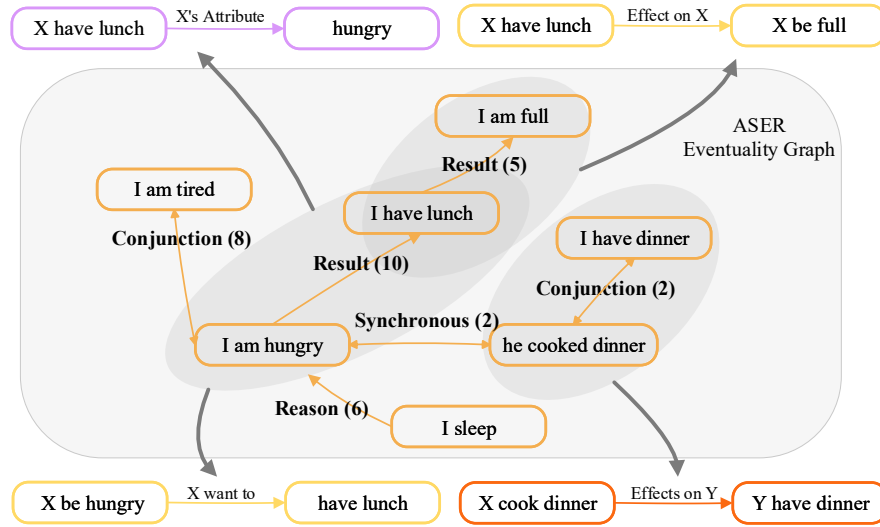 X have lunch
X's Attribute
hungry
X have lunch
Effect on X
X be full
ASER
Eventuality Graph
I am full
Result (5)
I am tired
I have lunch
Conjunction (8)
Result (10)
I have dinner
Conjunction (2)
Synchronous (2)
I am hungry
he cooked dinner
Reason (6)
I sleep
X be hungry
X want to
have lunch
X cook dinner
Effects on Y
Y have dinner